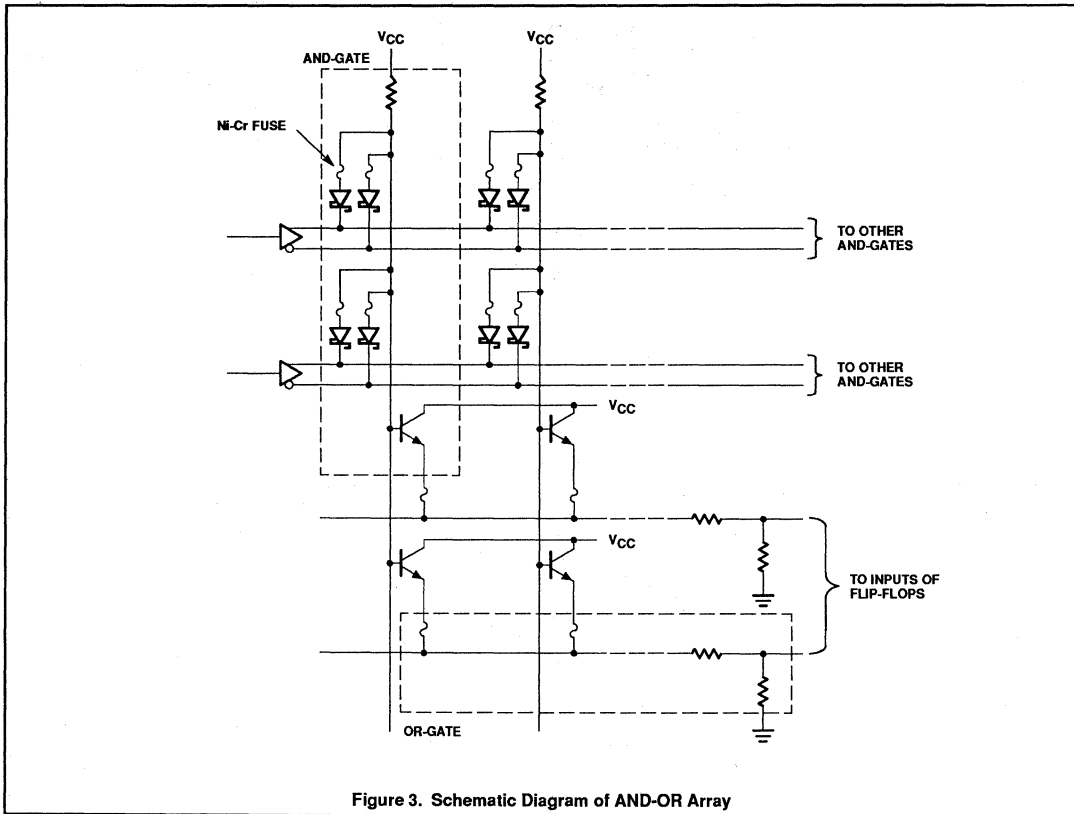 VCC
VCC
AND-GATE
Ni-Cr FUSE
TO OTHER
AND-GATES
TO OTHER
AND-GATES
VCC
VCC
TO INPUTS OF
FLIP-FLOPS
OR-GATE
Figure 3. Schematic Diagram of AND-OR Array